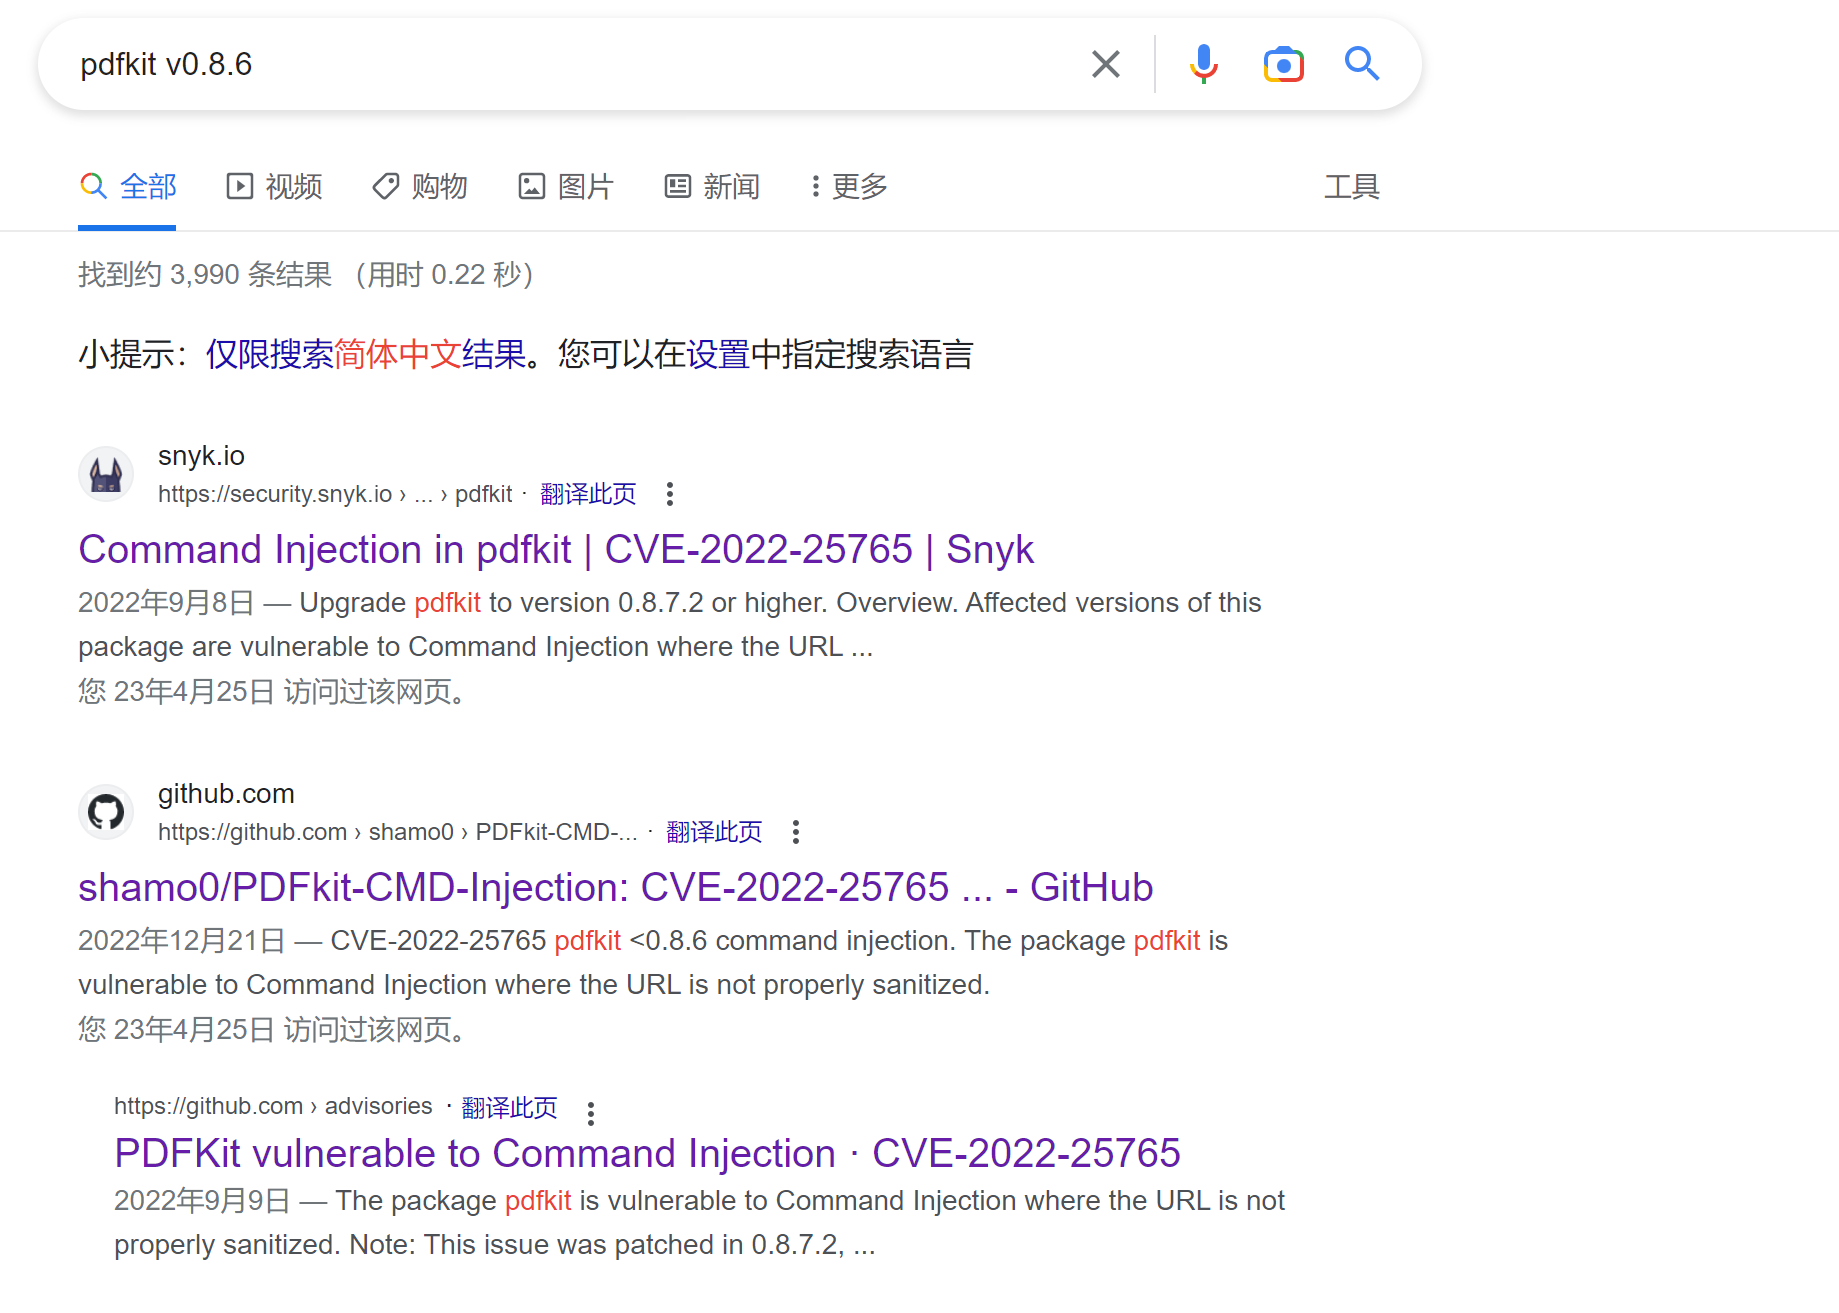 pdfkit v0.8.6
全部 视频 购物 图片 新闻 更多 工具
找到约 3,990 条结果 （用时 0.22 秒）
小提示：仅限搜索简体中文结果。您可以在设置中指定搜索语言
snyk.io
https://security.snyk.io › ... › pdfkit · 翻译此页
Command Injection in pdfkit | CVE-2022-25765 | Snyk
2022年9月8日 — Upgrade pdfkit to version 0.8.7.2 or higher. Overview. Affected versions of this
package are vulnerable to Command Injection where the URL ...
您 23年4月25日 访问过该网页。
github.com
https://github.com › shamo0 › PDFkit-CMD-... · 翻译此页
shamo0/PDFkit-CMD-Injection: CVE-2022-25765 ... - GitHub
2022年12月21日 — CVE-2022-25765 pdfkit <0.8.6 command injection. The package pdfkit is
vulnerable to Command Injection where the URL is not properly sanitized.
您 23年4月25日 访问过该网页。
https://github.com › advisories · 翻译此页
PDFKit vulnerable to Command Injection · CVE-2022-25765
2022年9月9日 — The package pdfkit is vulnerable to Command Injection where the URL is not
properly sanitized. Note: This issue was patched in 0.8.7.2, ...